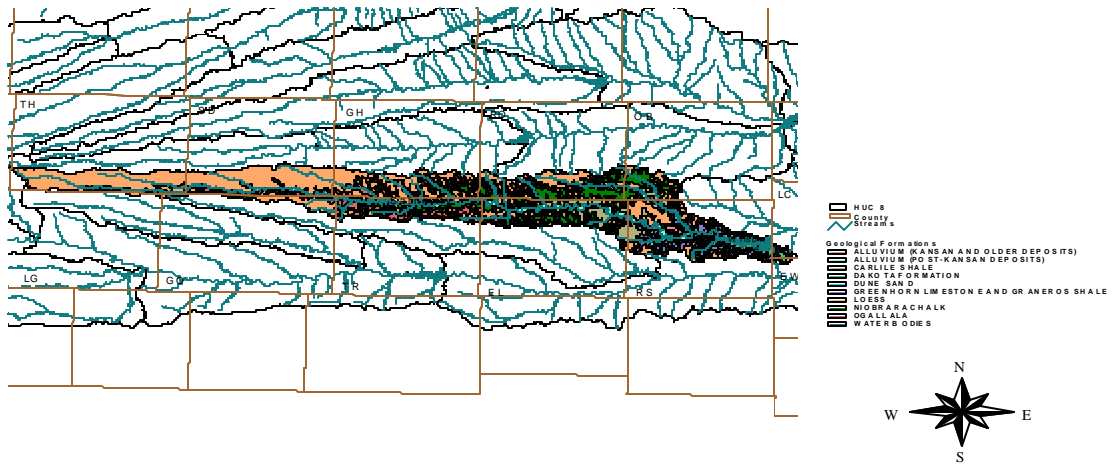 TH
GH
OB
LC
LG
GO
TR
EL
RS
HUC 8
County
Streams
Geological Formations
ALLUVIUM (KANSAN AND OLDER DEPOSITS)
ALLUVIUM (POST-KANSAN DEPOSITS)
CARLILE SHALE
DAKOTA FORMATION
DUNE SAND
GREENHORN LIMESTONE AND GRANEROS SHALE
LOESS
NIOBRARA CHALK
OGALLALA
WATER BODIES
N
W E
S